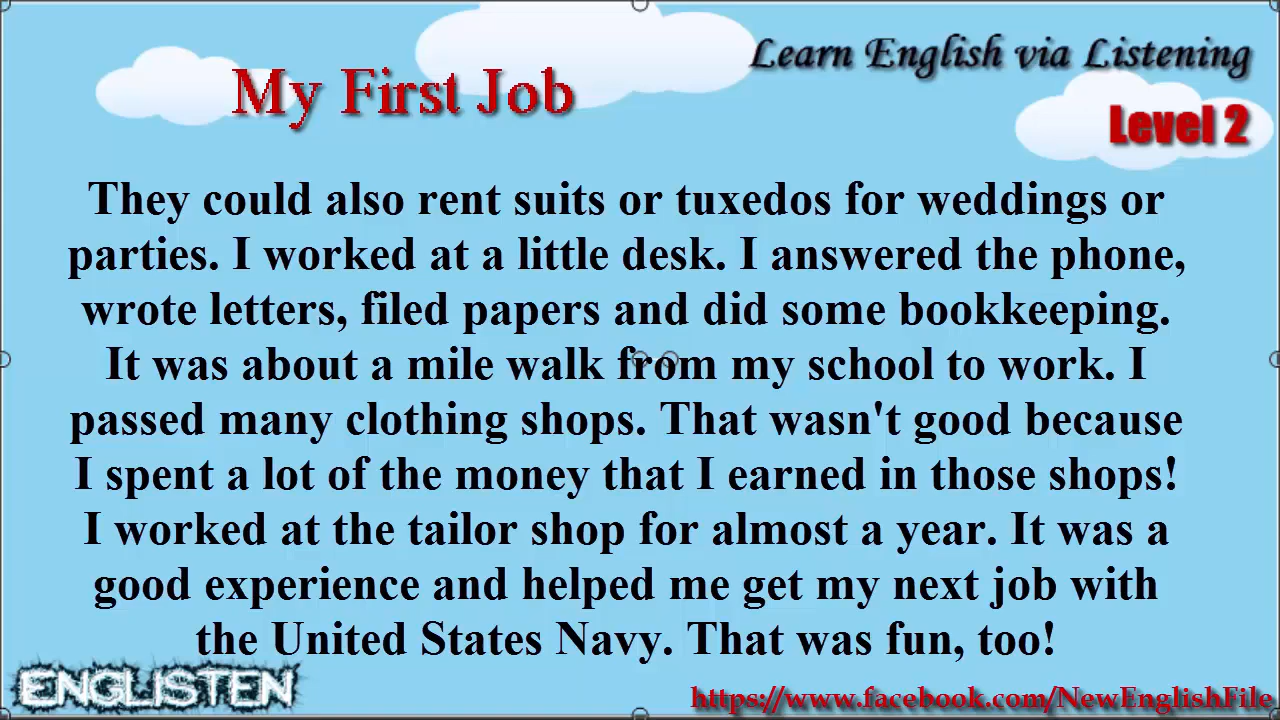 Learn English via Listening
My First Job
Level 2
They could also rent suits or tuxedos for weddings or
parties. I worked at a little desk. I answered the phone,
wrote letters, filed papers and did some bookkeeping.
It was about a mile walk from my school to work. I
passed many clothing shops. That wasn't good because
I spent a lot of the money that I earned in those shops!
I worked at the tailor shop for almost a year. It was a
good experience and helped me get my next job with
the United States Navy. That was fun, too!
ENGLISTEN
https://www.facebook.com/NewEnglishFile